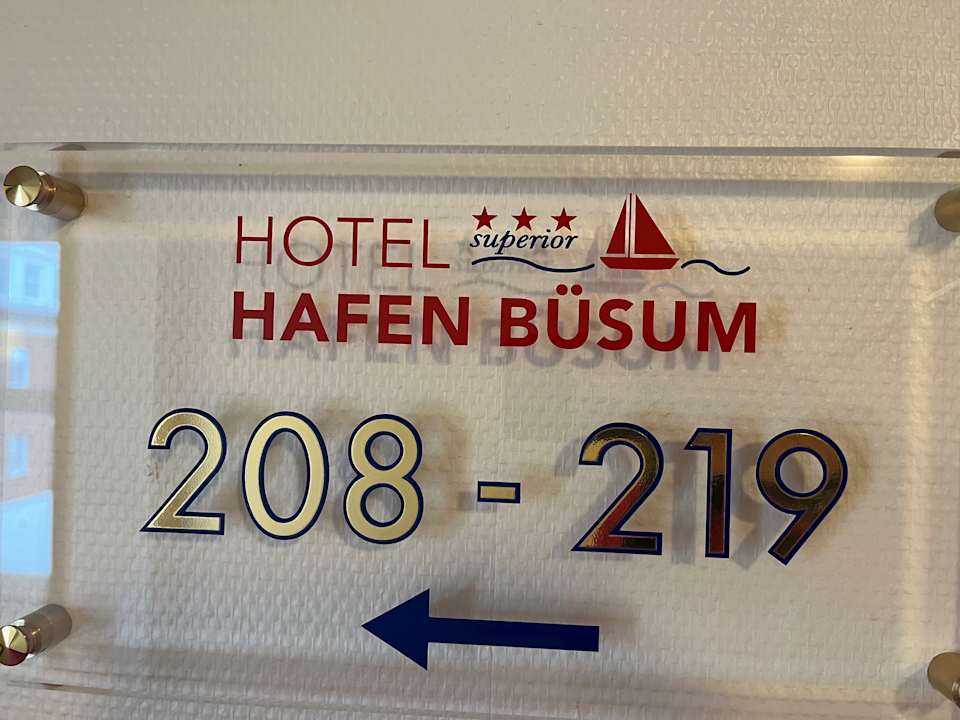 HOTEL superior
HAFEN BÜSUM
208 - 219